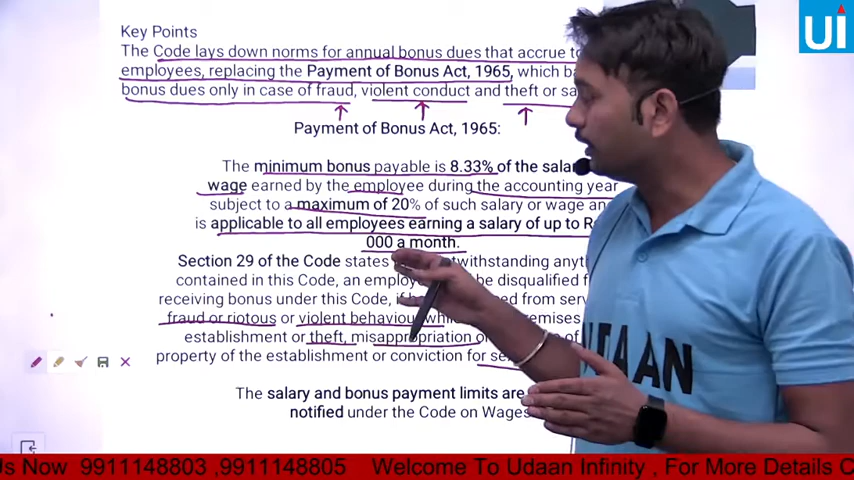 Key Points
The Code lays down norms for annual bonus dues that accrue to
employees, replacing the Payment of Bonus Act, 1965, which
bonus dues only in case of fraud, violent conduct and theft or
Payment of Bonus Act, 1965:
The minimum bonus payable is 8.33% of the
wage earned by the employee during the accounting year
subject to a maximum of 20% of such salary or wage
is applicable to all employees earning a salary of up to
000 a month.
Section 29 of the Code states
contained in this Code, an be disqualified
receiving bonus under this Code, from
fraud or riotous or violent behaviour
establishment or theft, misappropriation
property of the establishment or conviction for
The salary and bonus payment limits are
notified under the Code on Wages
UI
UDAAN
Us Now 9911148803 ,9911148805 Welcome To Udaan Infinity , For More Details